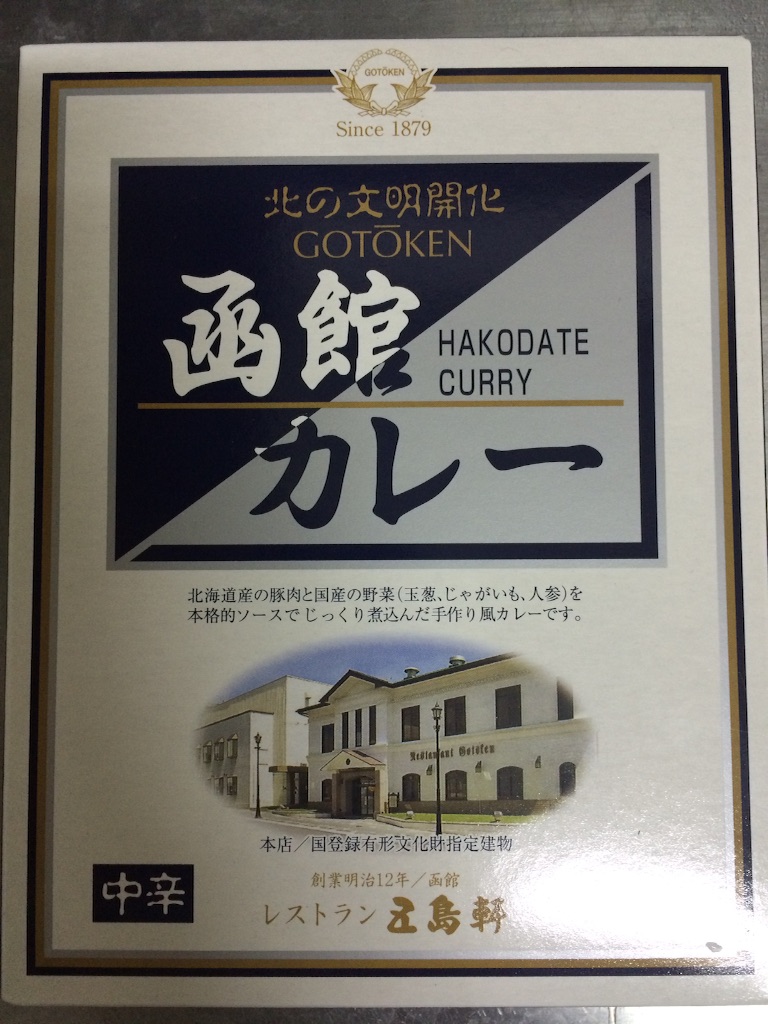 GOTŌKEN
Since 1879
北の文明開化
GOTŌKEN
函館
HAKODATE
CURRY
カレー
北海道産の豚肉と国産の野菜(玉葱、じゃがいも、人参)を
本格的ソースでじっくり煮込んだ手作り風カレーです。
Restaurant Gotoken
本店/国登録有形文化財指定建物
中辛
創業明治12年/函館
レストラン 五島軒